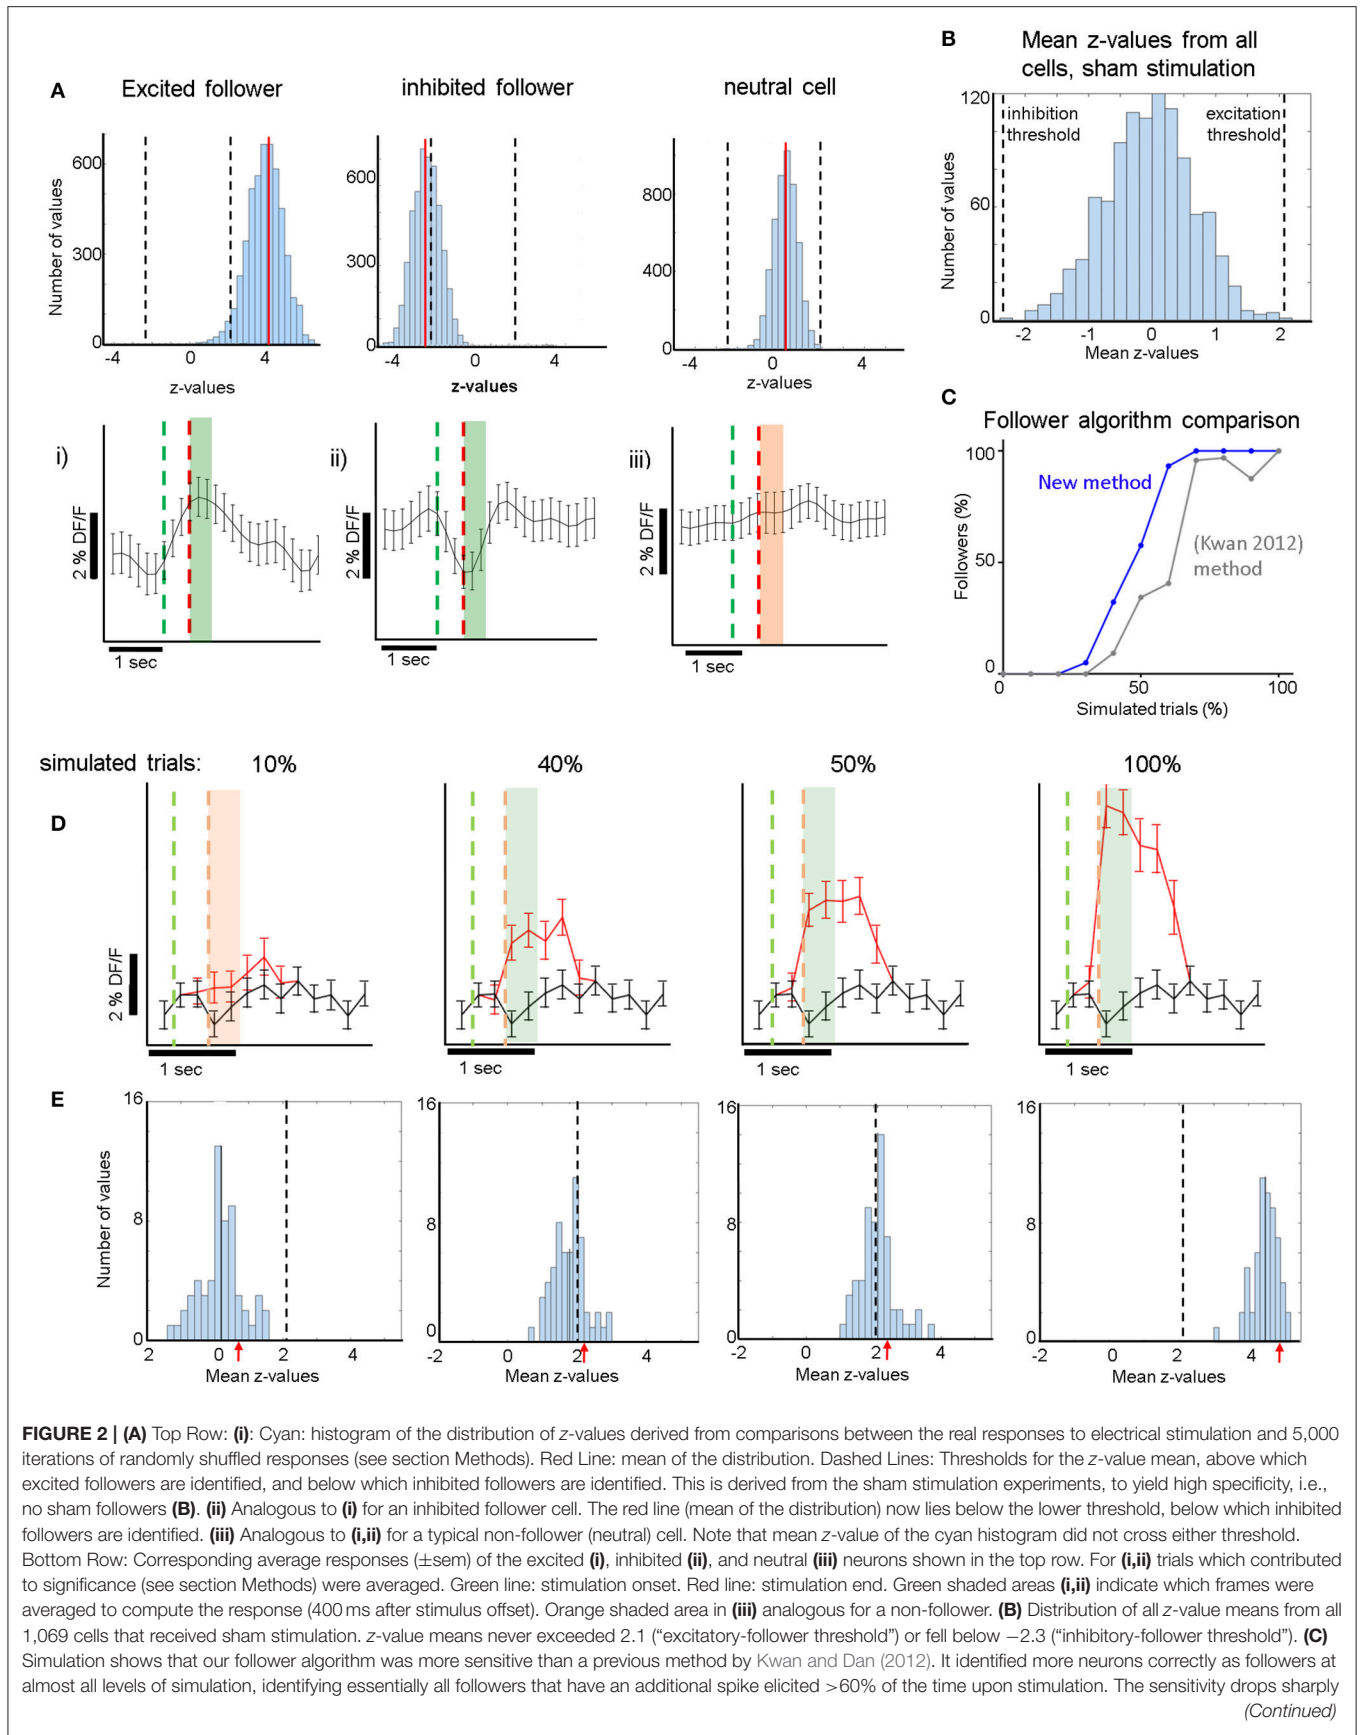 A
Excited follower
inhibited follower
neutral cell
B
Mean z-values from all
cells, sham stimulation
Number of values
600
300
0
-4
0
4
z-values
600
300
0
-4
0
4
z-values
800
400
0
-4
0
4
z-values
Number of values
120
60
0
inhibition
threshold
excitation
threshold
-2
-1
0
1
2
Mean z-values
i)
2 % DF/F
1 sec
ii)
2 % DF/F
1 sec
iii)
2 % DF/F
1 sec
C
Follower algorithm comparison
Followers (%)
100
50
0
New method
(Kwan 2012)
method
0
50
100
Simulated trials (%)
simulated trials:
10%
40%
50%
100%
D
2 % DF/F
1 sec
1 sec
1 sec
1 sec
E
Number of values
16
8
0
2
0
2
4
Mean z-values
16
8
0
-2
0
2
4
Mean z-values
16
8
0
-2
0
2
4
Mean z-values
16
8
0
-2
0
2
4
Mean z-values
FIGURE 2 | (A) Top Row: (i): Cyan: histogram of the distribution of z-values derived from comparisons between the real responses to electrical stimulation and 5,000
iterations of randomly shuffled responses (see section Methods). Red Line: mean of the distribution. Dashed Lines: Thresholds for the z-value mean, above which
excited followers are identified, and below which inhibited followers are identified. This is derived from the sham stimulation experiments, to yield high specificity, i.e.,
no sham followers (B). (ii) Analogous to (i) for an inhibited follower cell. The red line (mean of the distribution) now lies below the lower threshold, below which inhibited
followers are identified. (iii) Analogous to (i,ii) for a typical non-follower (neutral) cell. Note that mean z-value of the cyan histogram did not cross either threshold.
Bottom Row: Corresponding average responses (±sem) of the excited (i), inhibited (ii), and neutral (iii) neurons shown in the top row. For (i,ii) trials which contributed
to significance (see section Methods) were averaged. Green line: stimulation onset. Red line: stimulation end. Green shaded areas (i,ii) indicate which frames were
averaged to compute the response (400 ms after stimulus offset). Orange shaded area in (iii) analogous for a non-follower. (B) Distribution of all z-value means from all
1,069 cells that received sham stimulation. z-value means never exceeded 2.1 (“excitatory-follower threshold”) or fell below −2.3 (“inhibitory-follower threshold”). (C)
Simulation shows that our follower algorithm was more sensitive than a previous method by Kwan and Dan (2012). It identified more neurons correctly as followers at
almost all levels of simulation, identifying essentially all followers that have an additional spike elicited >60% of the time upon stimulation. The sensitivity drops sharply
(Continued)